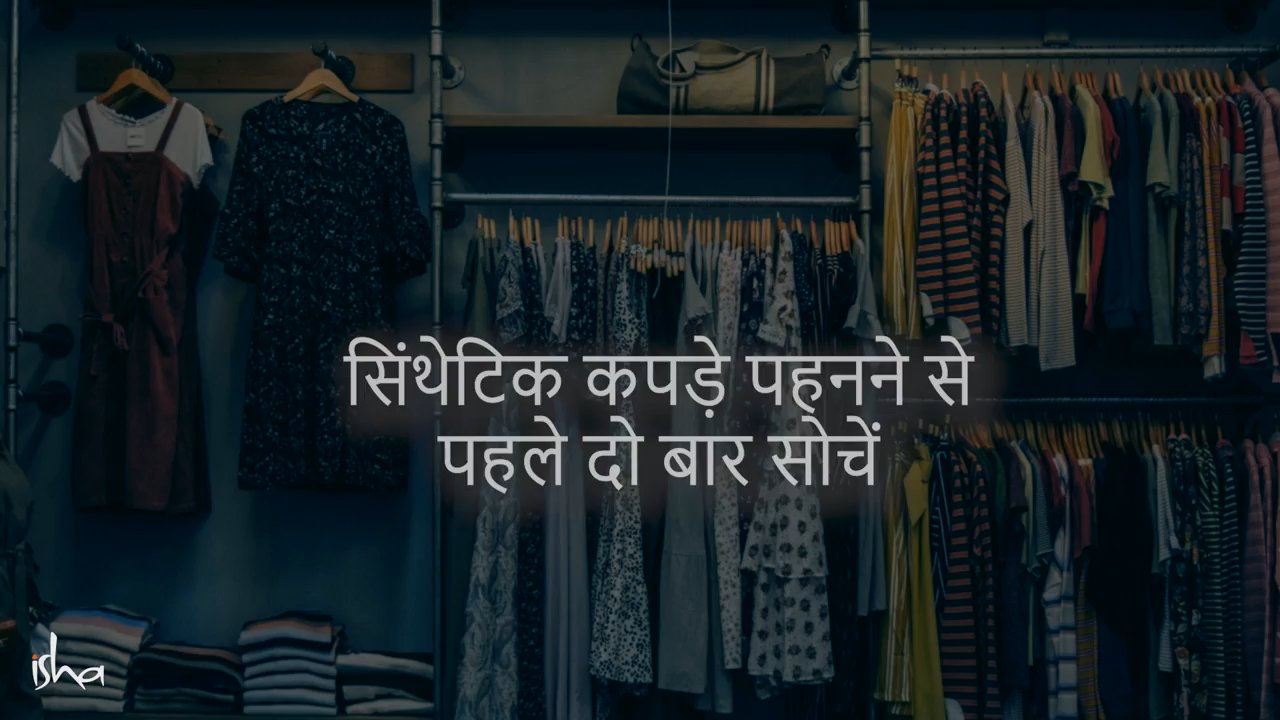 सिंथेटिक कपड़े पहनने से
पहले दो बार सोचें
isha